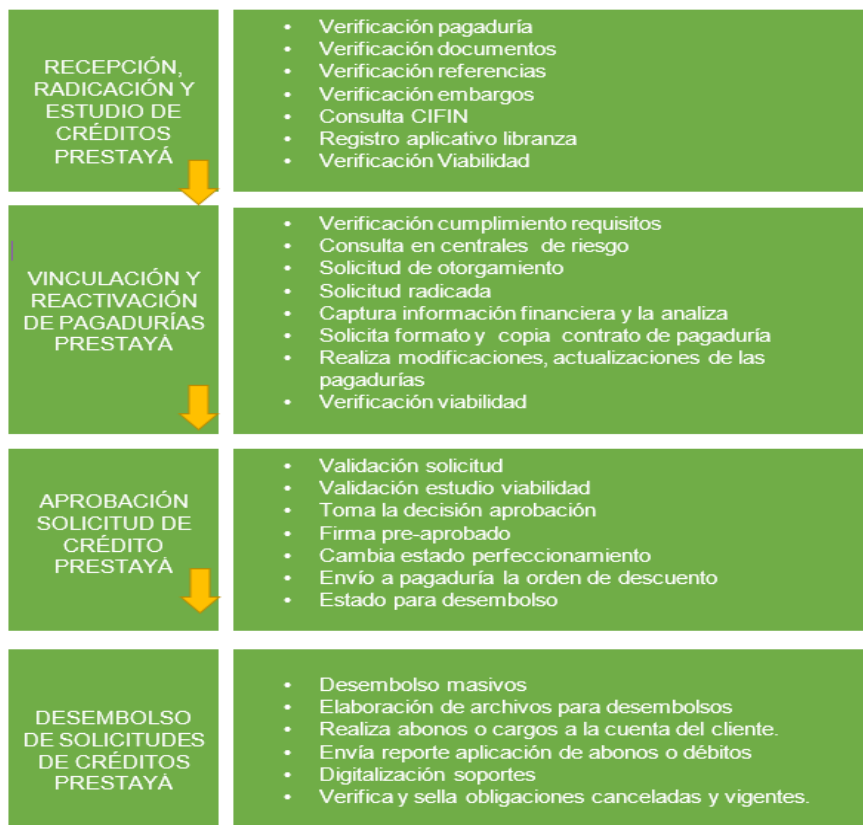 RECEPCIÓN,
RADICACIÓN Y
ESTUDIO DE
CRÉDITOS
PRESTAYÁ
• Verificación pagaduría
• Verificación documentos
• Verificación referencias
• Verificación embargos
• Consulta CIFIN
• Registro aplicativo libranza
• Verificación Viabilidad
VINCULACIÓN Y
REACTIVACIÓN
DE PAGADURÍAS
PRESTAYÀ
• Verificación cumplimiento requisitos
• Consulta en centrales de riesgo
• Solicitud de otorgamiento
• Solicitud radicada
• Captura información financiera y la analiza
• Solicita formato y copia contrato de pagaduría
• Realiza modificaciones, actualizaciones de las
pagadurías
• Verificación viabilidad
APROBACIÓN
SOLICITUD DE
CRÉDITO
PRESTAYÀ
• Validación solicitud
• Validación estudio viabilidad
• Toma la decisión aprobación
• Firma pre-aprobado
• Cambia estado perfeccionamiento
• Envío a pagaduría la orden de descuento
• Estado para desembolso
DESEMBOLSO
DE SOLICITUDES
DE CRÉDITOS
PRESTAYÀ
• Desembolso masivos
• Elaboración de archivos para desembolsos
• Realiza abonos o cargos a la cuenta del cliente.
• Envía reporte aplicación de abonos o débitos
• Digitalización soportes
• Verifica y sella obligaciones canceladas y vigentes.